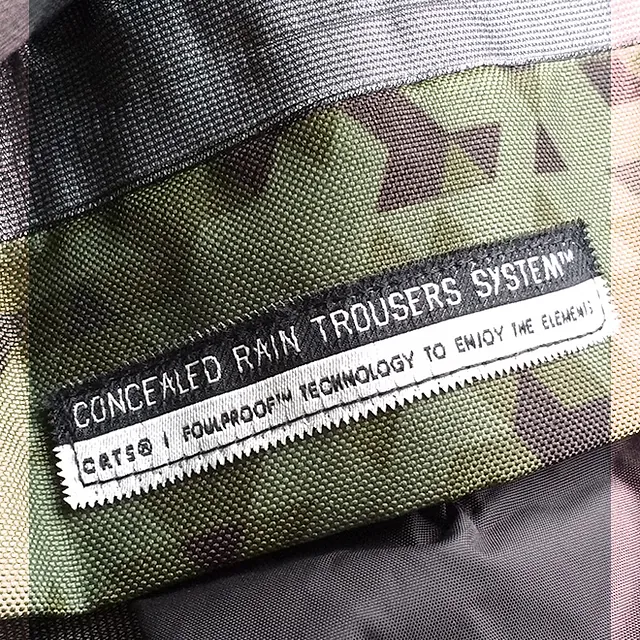 CONCEALED RAIN TROUSERS SYSTEM™
CRTS® | FOULPROOF™ TECHNOLOGY TO ENJOY THE ELEMENTS